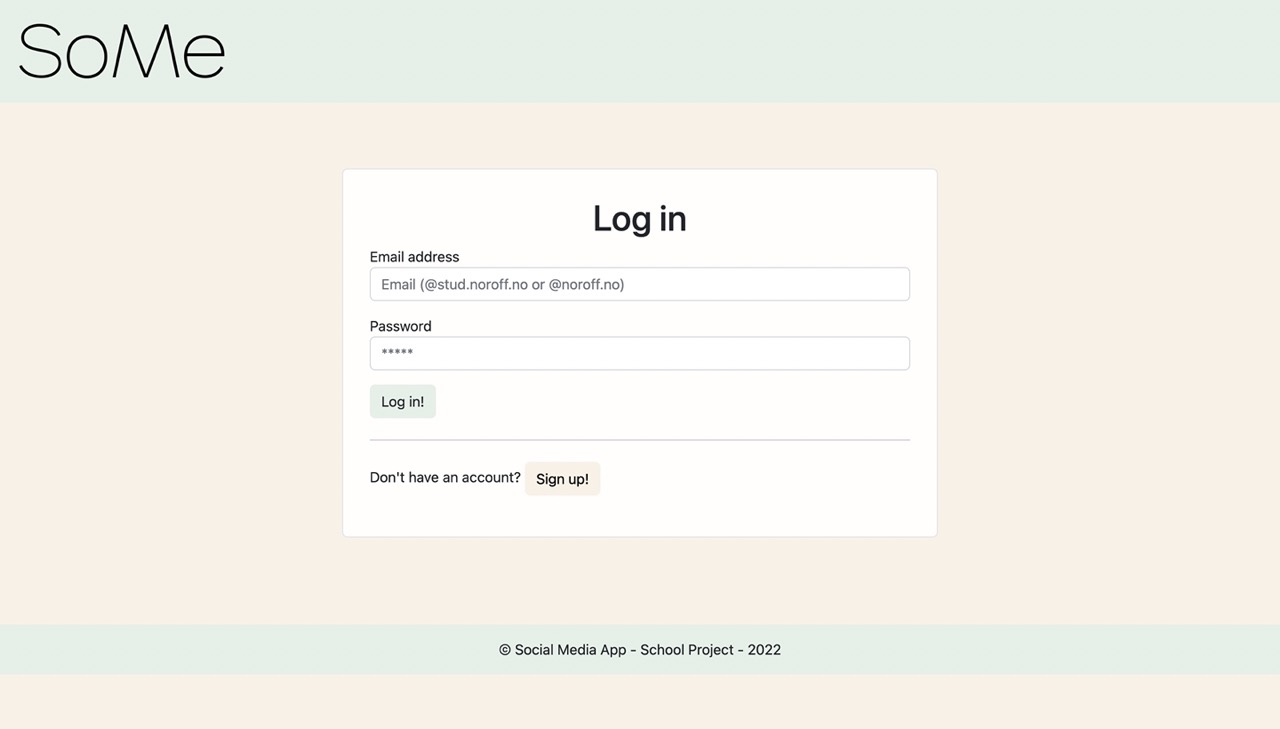 SoMe
Log in
Email address
Email (@stud.noroff.no or @noroff.no)
Password
*****
Log in!
Don't have an account? Sign up!
© Social Media App - School Project - 2022